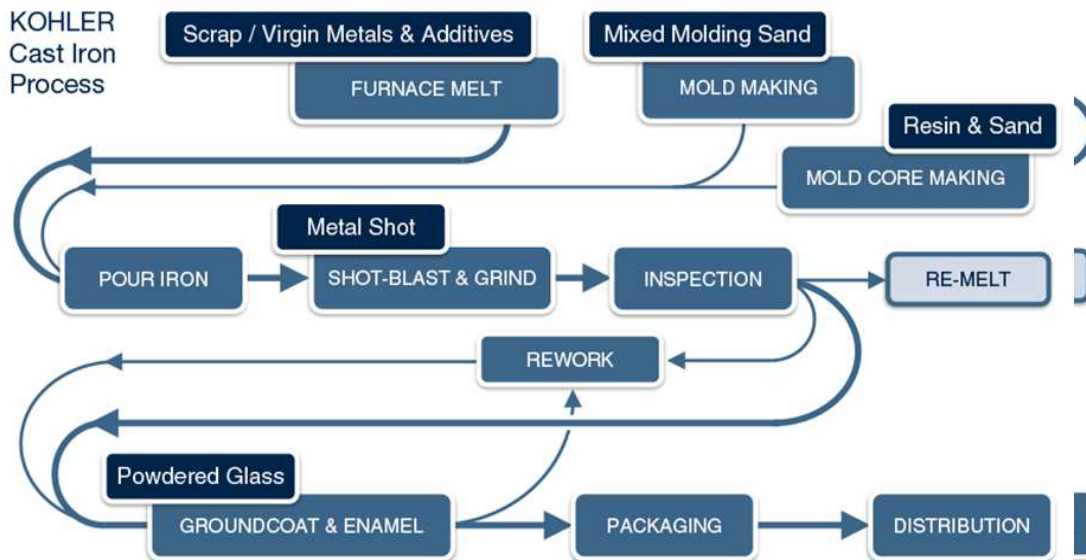 KOHLER
Cast Iron
Process
Scrap / Virgin Metals & Additives
FURNACE MELT
Mixed Molding Sand
MOLD MAKING
Resin & Sand
MOLD CORE MAKING
Metal Shot
POUR IRON
SHOT-BLAST & GRIND
INSPECTION
RE-MELT
REWORK
Powdered Glass
GROUNDCOAT & ENAMEL
PACKAGING
DISTRIBUTION